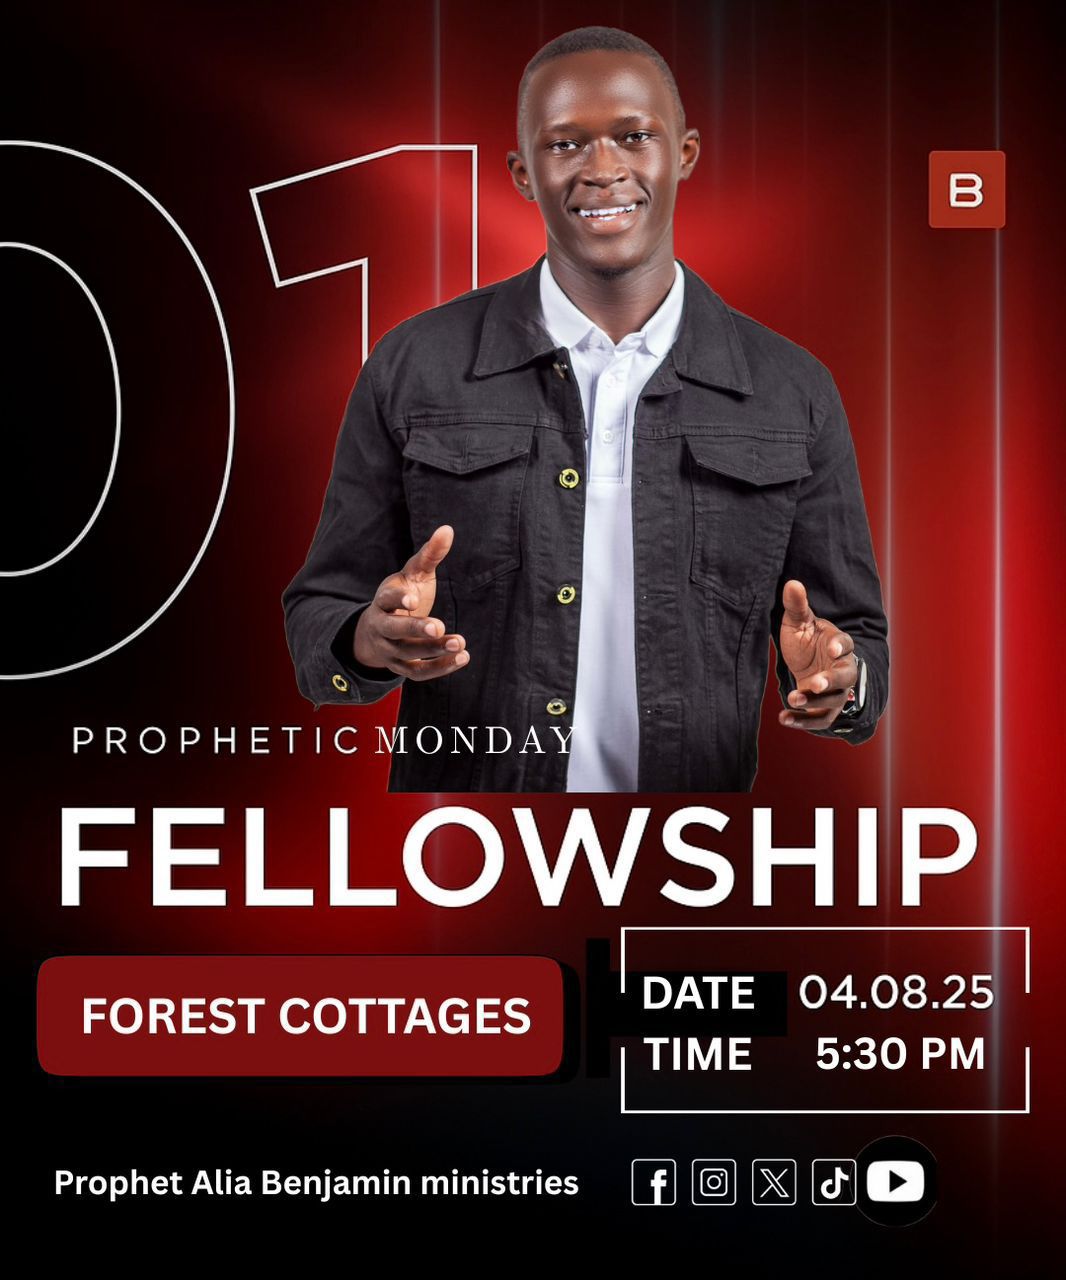 01
B
PROPHETIC MONDAY
FELLOWSHIP
FOREST COTTAGES
DATE 04.08.25
TIME 5:30 PM
Prophet Alia Benjamin ministries